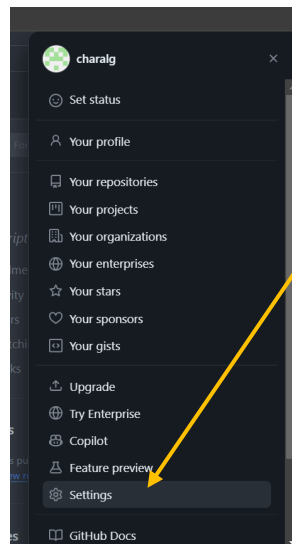 charalg
Set status
Your profile
Your repositories
Your projects
Your organizations
Your enterprises
Your stars
Your sponsors
Your gists
Upgrade
Try Enterprise
Copilot
Feature preview
Settings
GitHub Docs